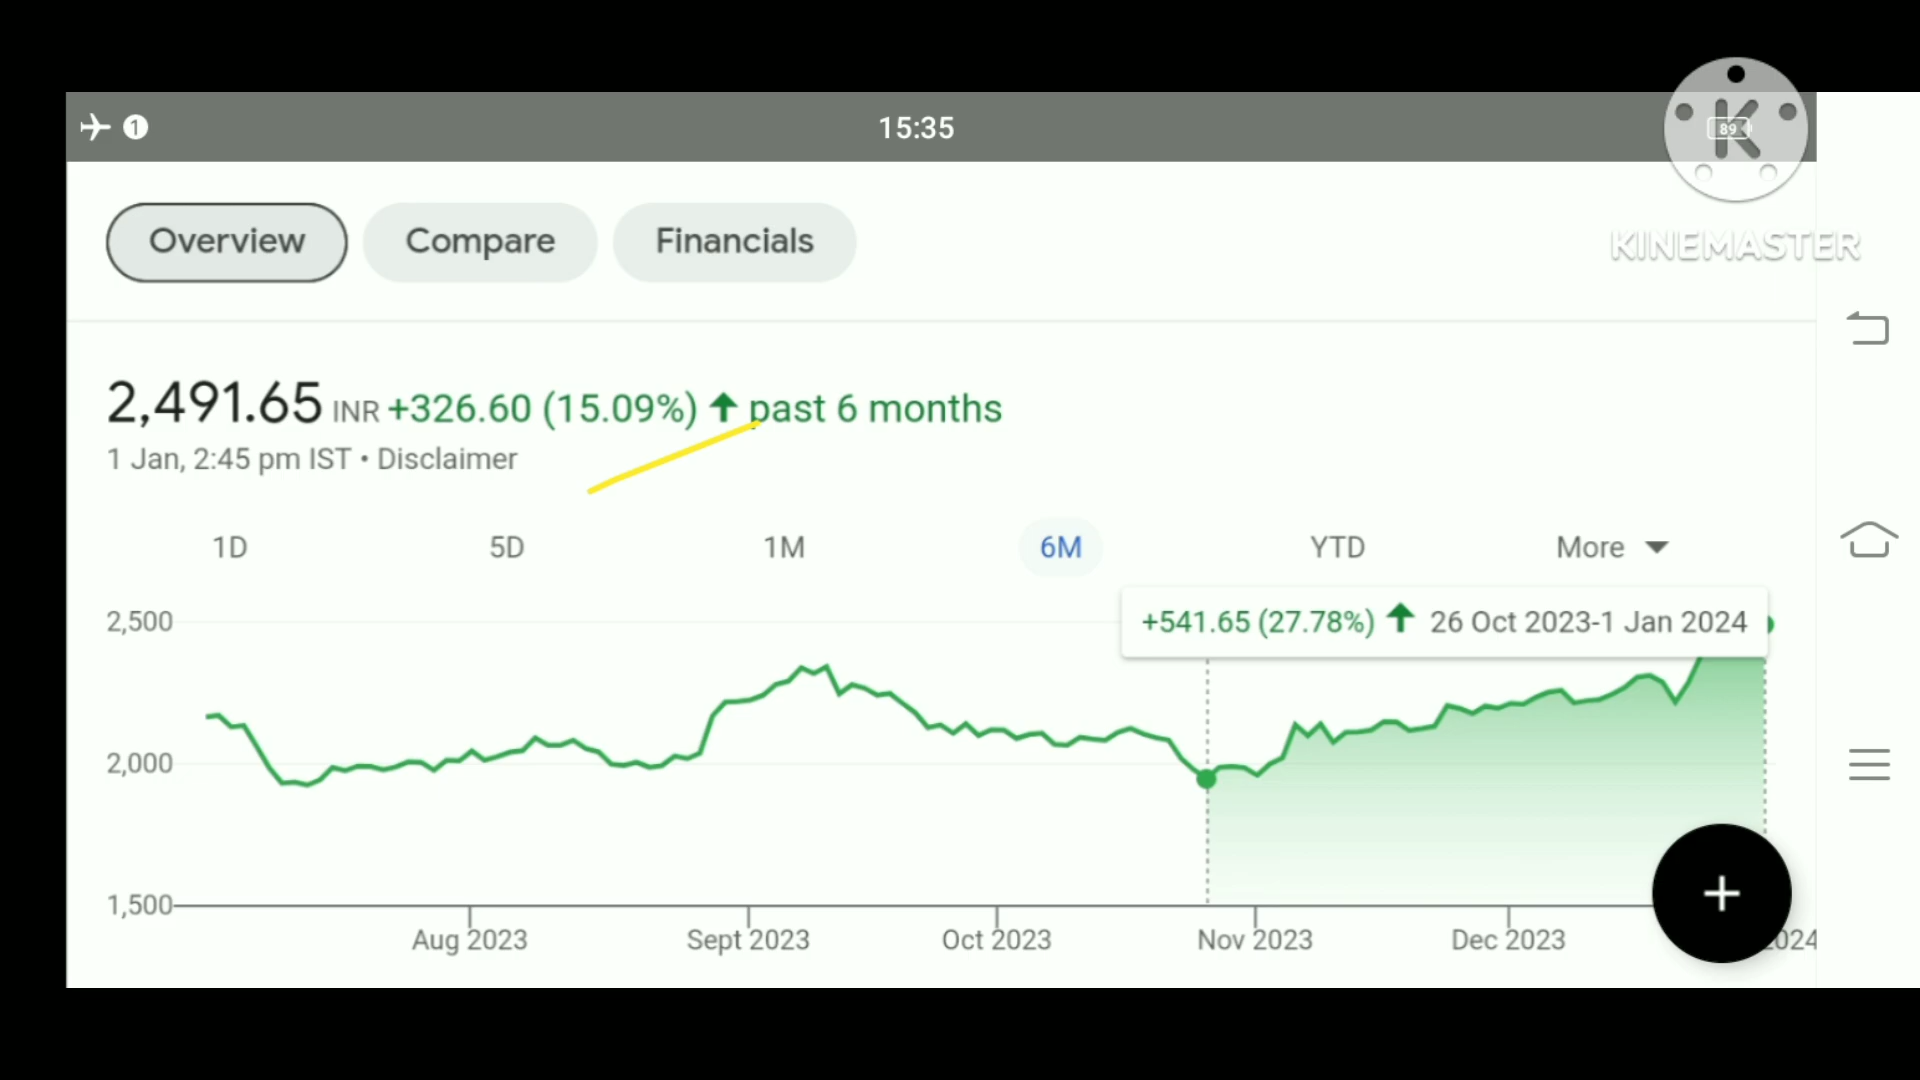 15:35
89
K
KINEMASTER
Overview Compare Financials
2,491.65 INR +326.60 (15.09%) ↑ past 6 months
1 Jan, 2:45 pm IST • Disclaimer
1D 5D 1M 6M YTD More
+541.65 (27.78%) ↑ 26 Oct 2023-1 Jan 2024
2,500
2,000
1,500
Aug 2023 Sept 2023 Oct 2023 Nov 2023 Dec 2023 2024